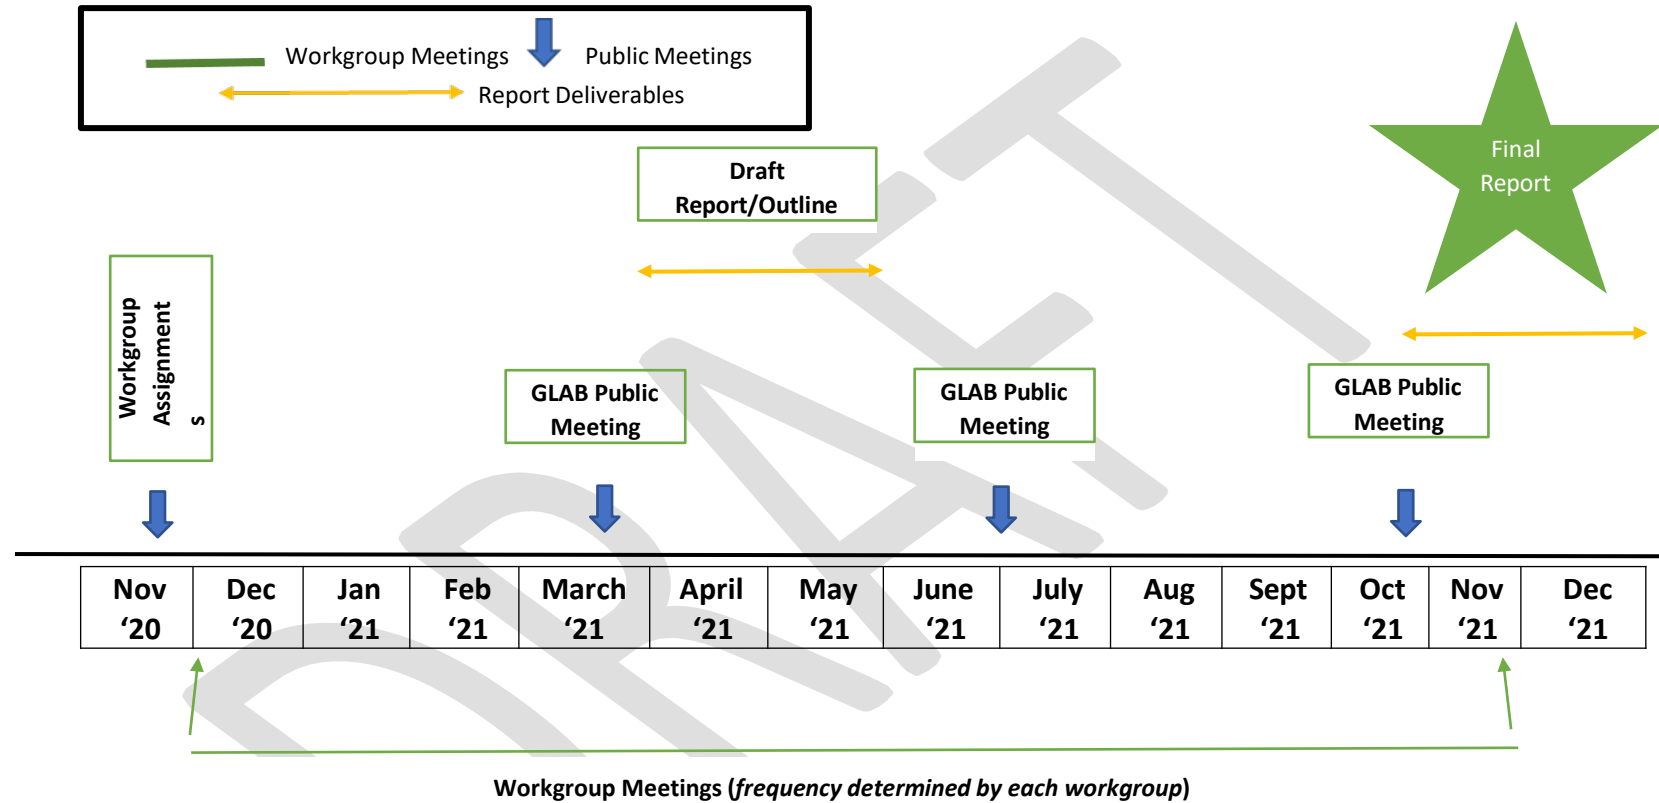 Workgroup Meetings
Public Meetings
Report Deliverables
Final
Report
Draft
Report/Outline
Workgroup
Assignment
s
GLAB Public
Meeting
GLAB Public
Meeting
GLAB Public
Meeting
DRAFT
Nov
‘20
Dec
‘20
Jan
‘21
Feb
‘21
March
‘21
April
‘21
May
‘21
June
‘21
July
‘21
Aug
‘21
Sept
‘21
Oct
‘21
Nov
‘21
Dec
‘21
Workgroup Meetings (frequency determined by each workgroup)